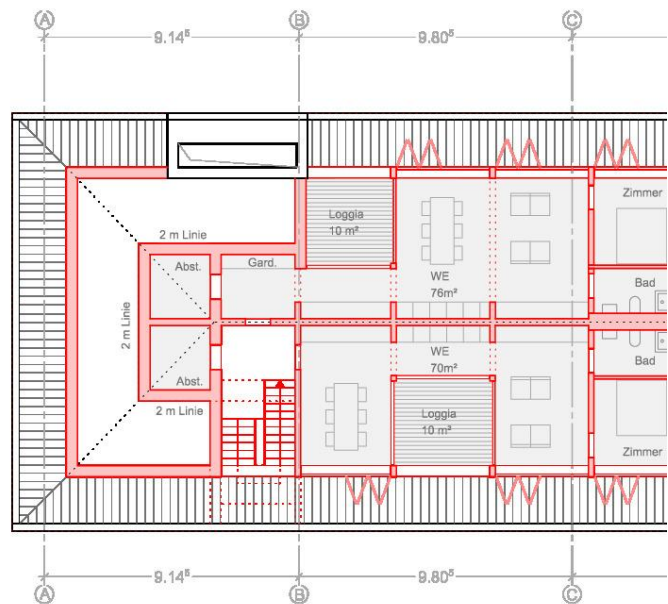 A B C
9.14⁵ 9.80⁵
Zimmer
Loggia
10 m²
2 m Linie
Abst. Gard.
WE
76m²
Bad
2 m Linie
WE
70m²
Bad
Abst.
2 m Linie
Loggia
10 m²
Zimmer
9.14⁵ 9.80⁵
A B C